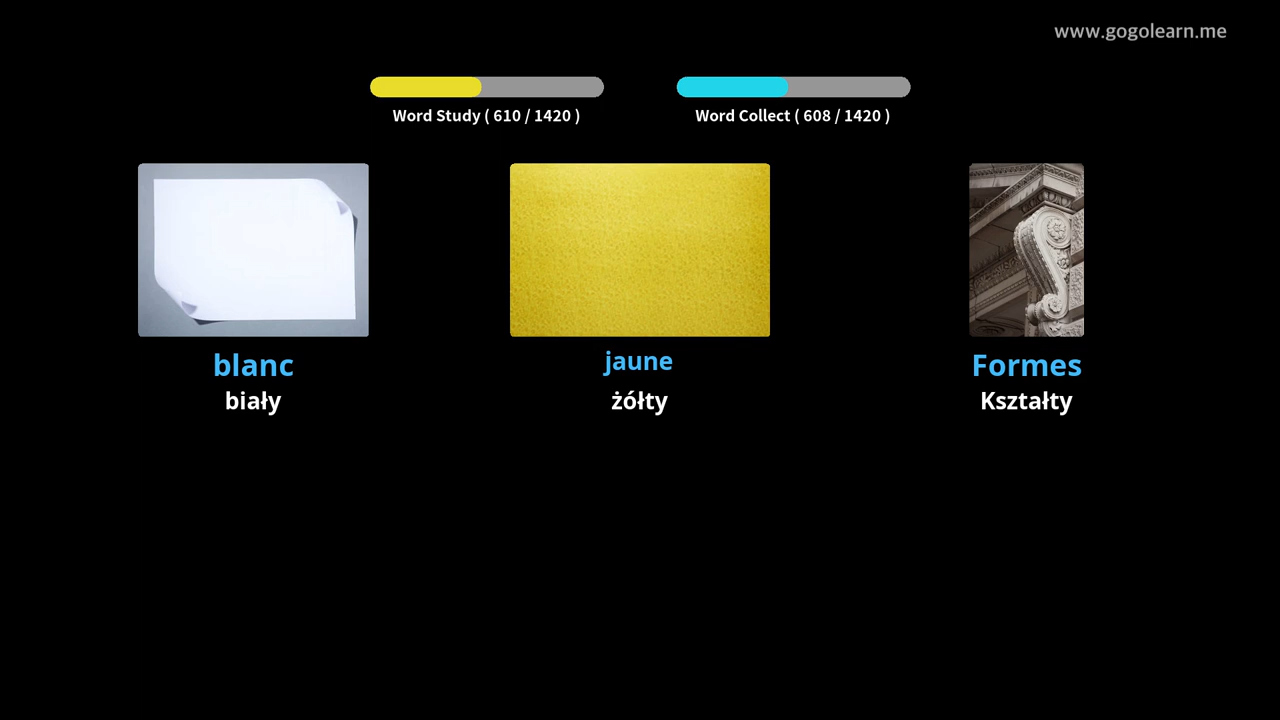 www.gogolearn.me
Word Study ( 610 / 1420 )
Word Collect ( 608 / 1420 )
blanc
biały
jaune
żółty
Formes
Kształty